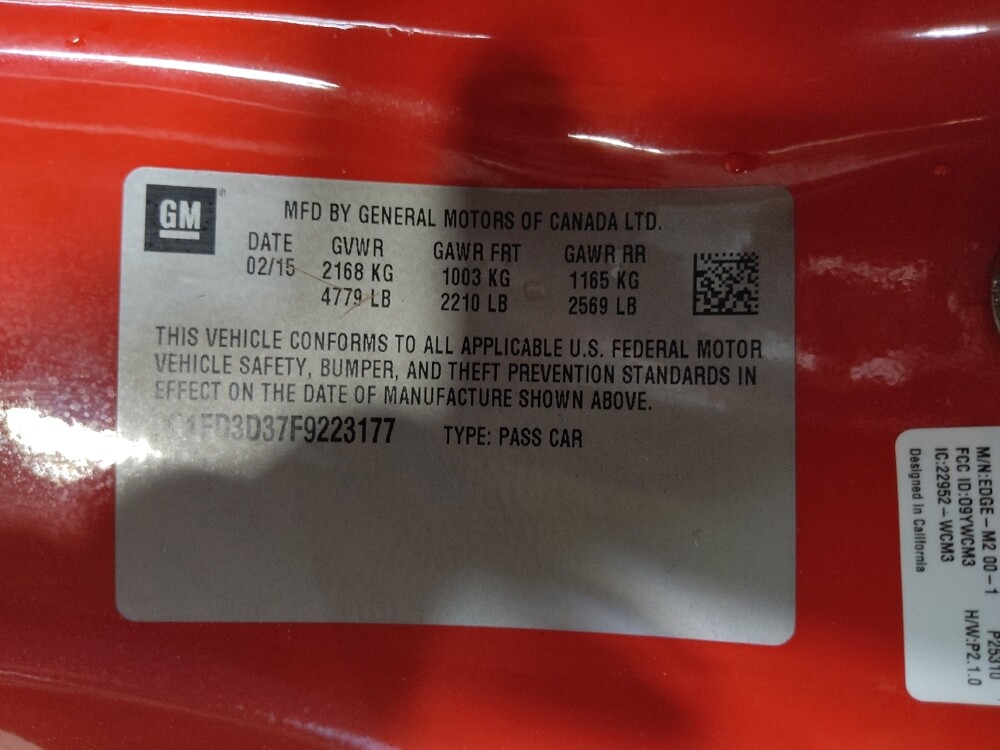 GM
MFD BY GENERAL MOTORS OF CANADA LTD.
DATE GVWR GAWR FRT GAWR RR
02/15 2168 KG 1003 KG 1165 KG
4779 LB 2210 LB 2569 LB
THIS VEHICLE CONFORMS TO ALL APPLICABLE U.S. FEDERAL MOTOR
VEHICLE SAFETY, BUMPER, AND THEFT PREVENTION STANDARDS IN
EFFECT ON THE DATE OF MANUFACTURE SHOWN ABOVE.
TYPE: PASS CAR
M/N:EDGE-M2 00-1 P25310
FCC ID:O9YWCM3 H/W:P2.1.0
IC:22952-WCM3
Designed in California